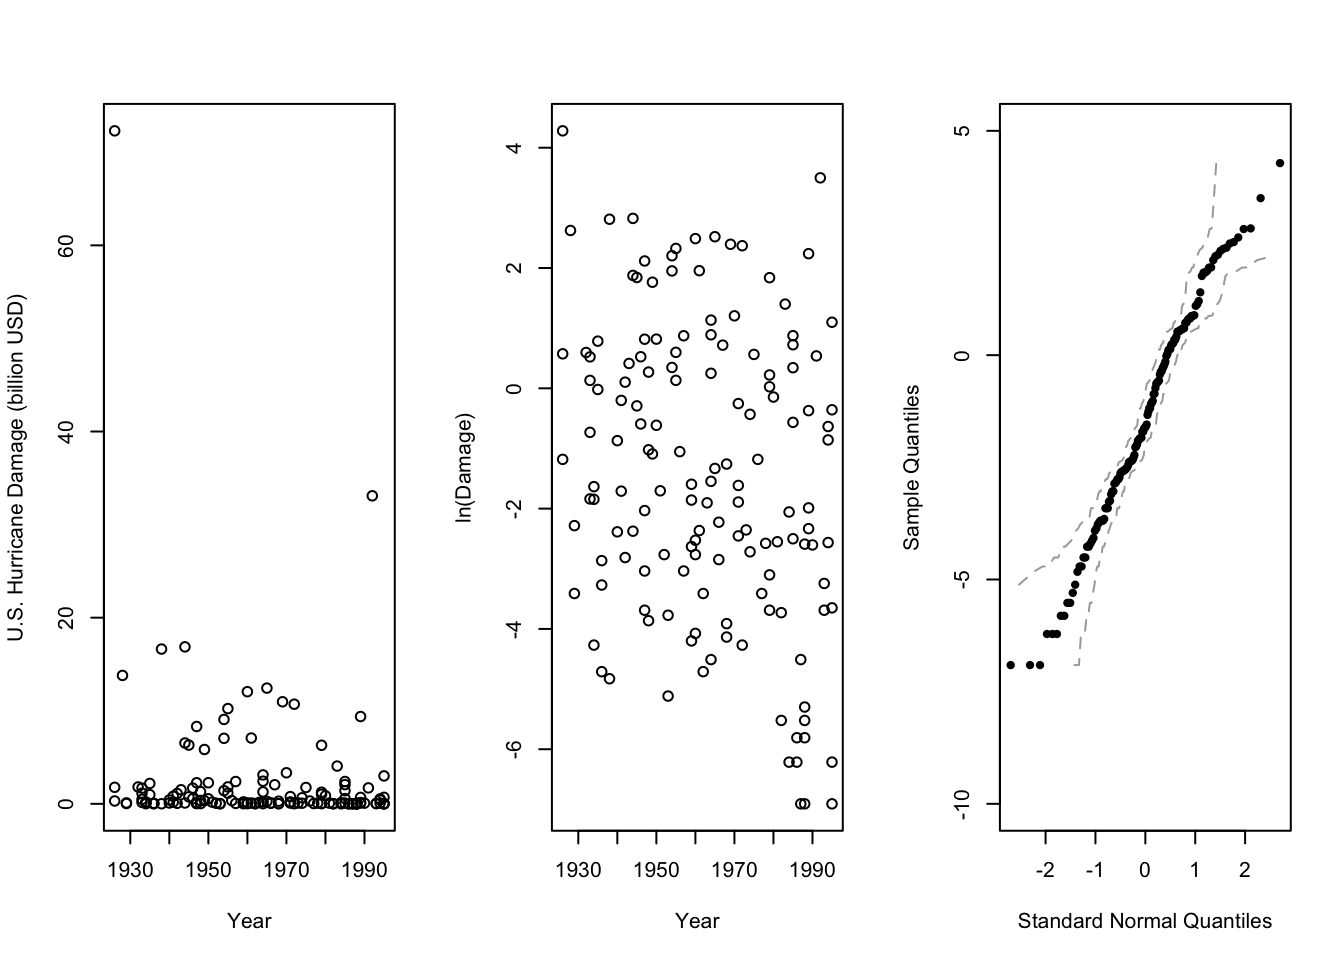 U.S. Hurricane Damage (billion USD)
60
40
20
0
1930 1950 1970 1990
Year
ln(Damage)
4
2
0
-2
-4
-6
1930 1950 1970 1990
Year
Sample Quantiles
5
0
-5
-10
-2 -1 0 1 2
Standard Normal Quantiles